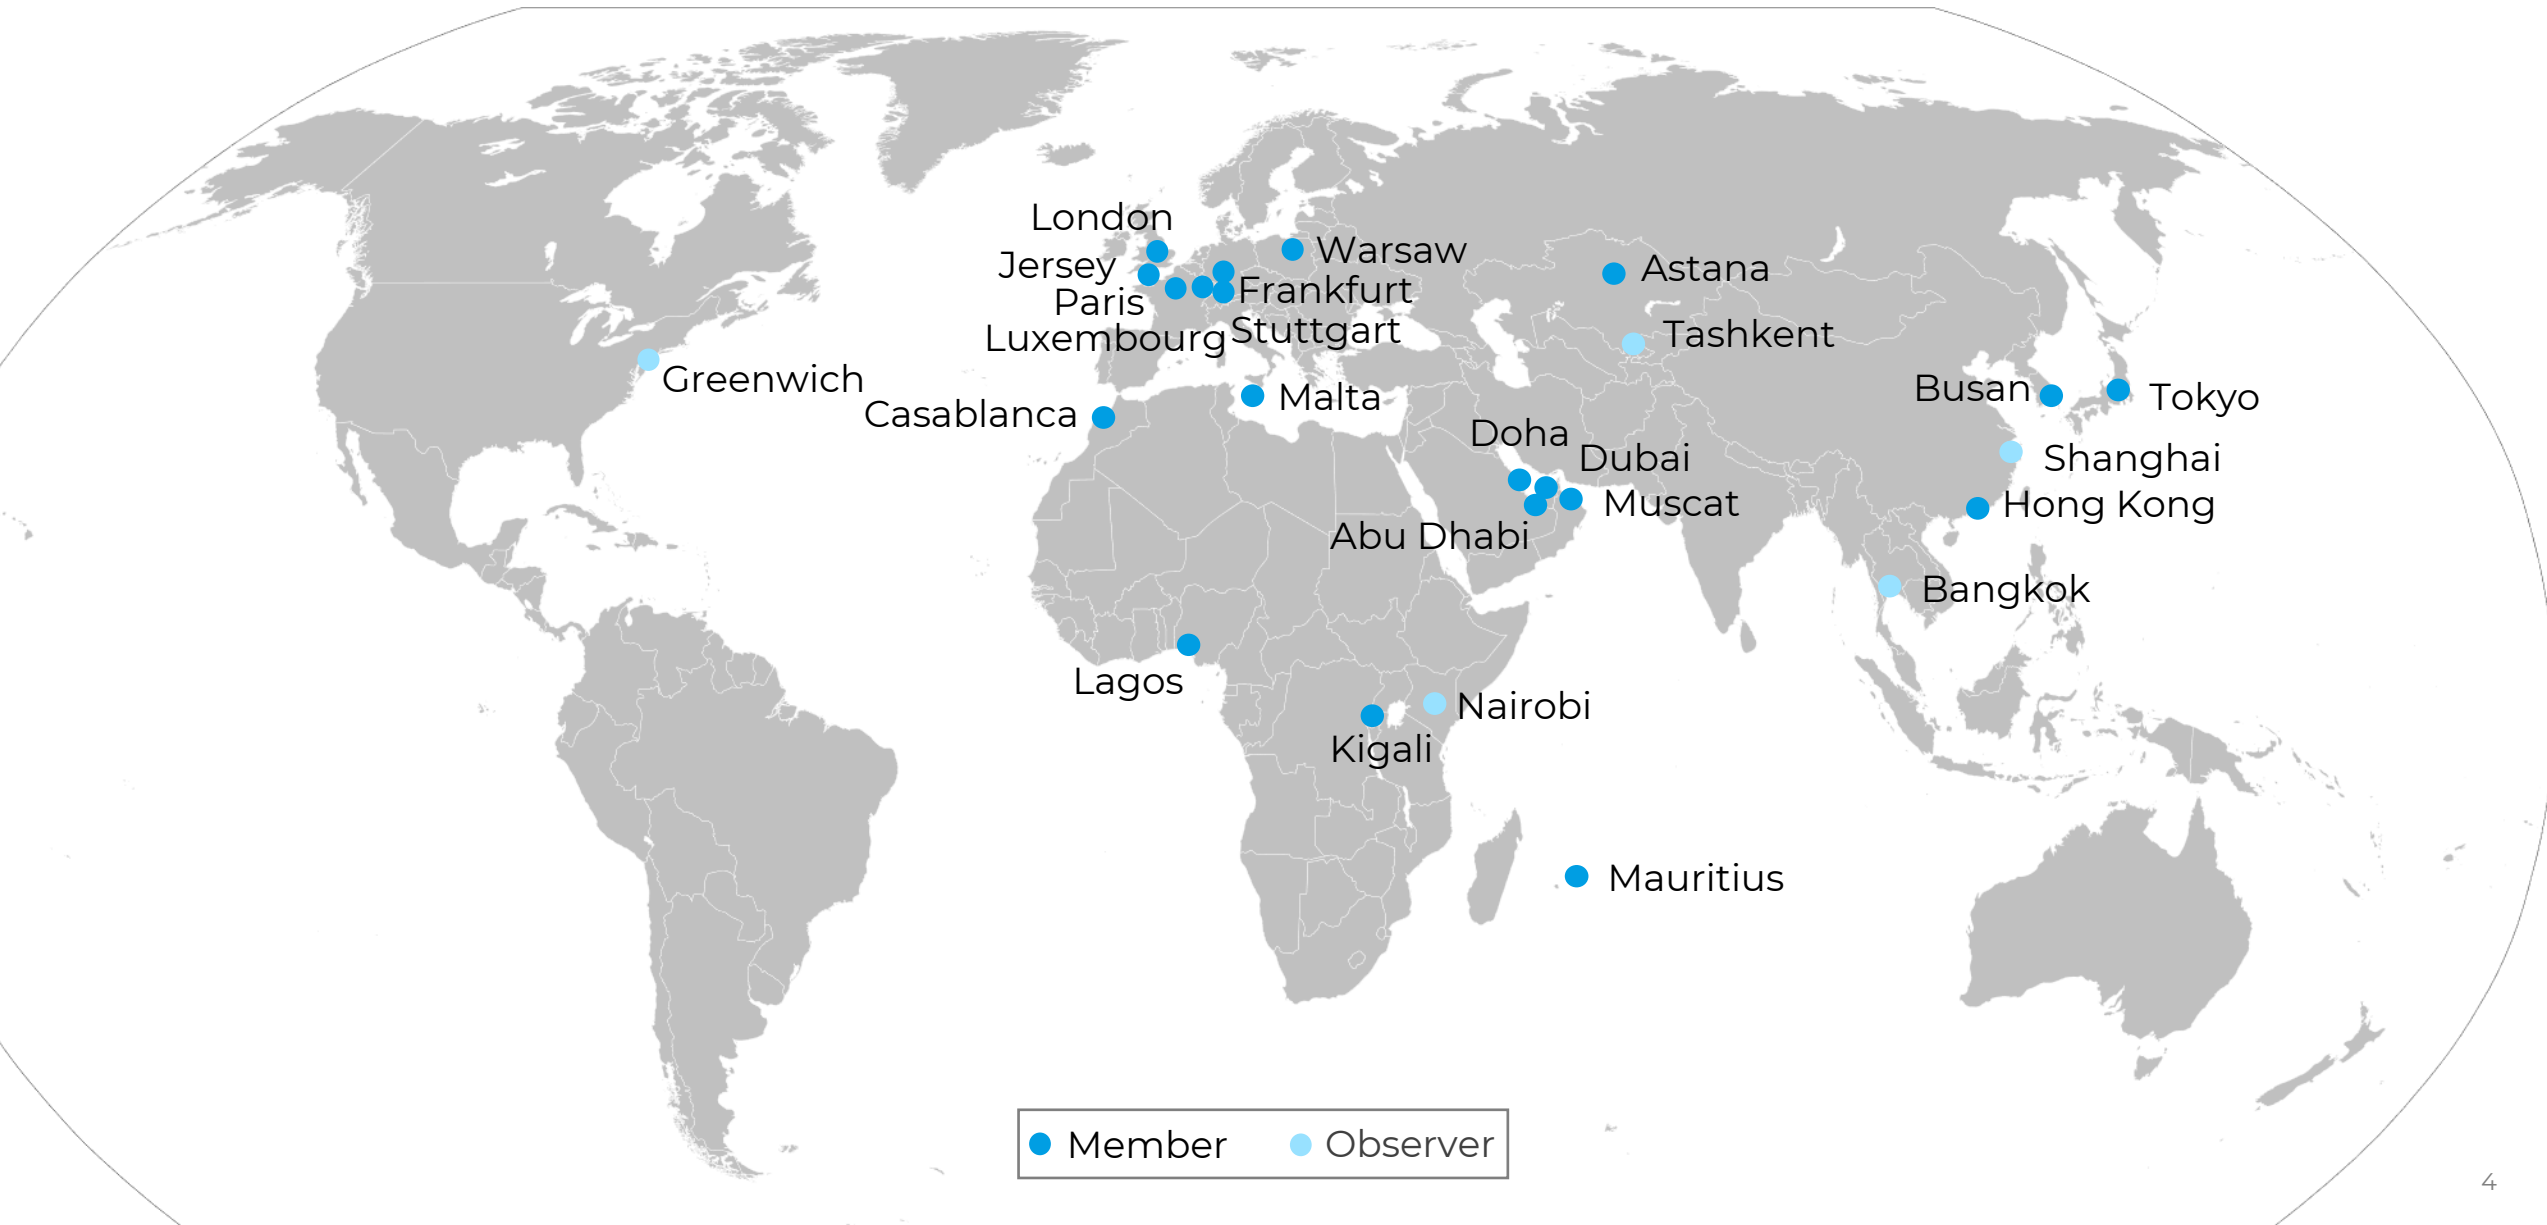 London
Jersey
Paris
Luxembourg
Warsaw
Frankfurt
Stuttgart
Astana
Tashkent
Greenwich
Casablanca
Malta
Busan
Tokyo
Doha
Dubai
Muscat
Abu Dhabi
Shanghai
Hong Kong
Bangkok
Lagos
Nairobi
Kigali
Mauritius
Member
Observer
4